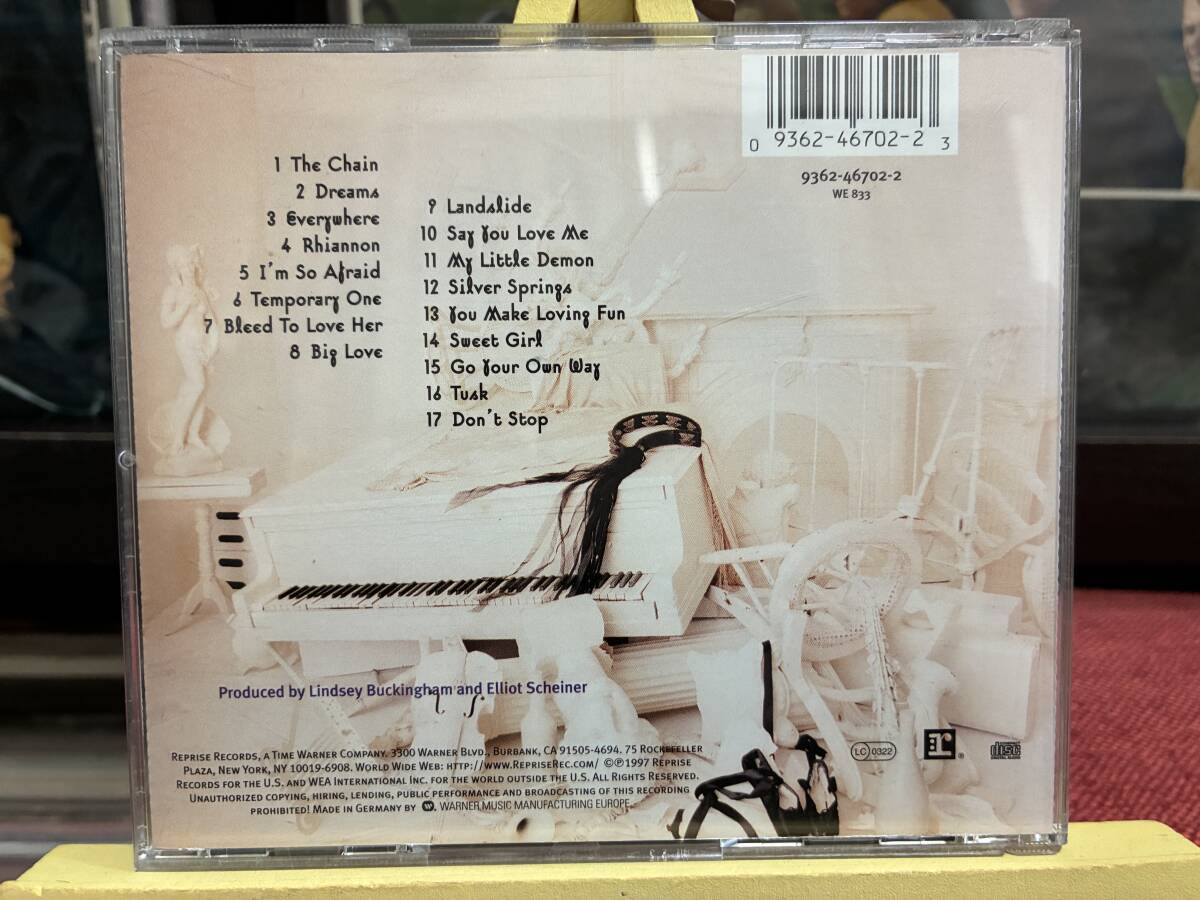 0 9362-46702-2 3
9362-46702-2
WE 833
1 The Chain
2 Dreams
3 Everywhere
4 Rhiannon
5 I'm So Afraid
6 Temporary One
7 Bleed To Love Her
8 Big Love
9 Landslide
10 Say You Love Me
11 My Little Demon
12 Silver Springs
13 You Make Loving Fun
14 Sweet Girl
15 Go Your Own Way
16 Tusk
17 Don't Stop
Produced by Lindsey Buckingham and Elliot Scheiner
Reprise Records, a Time Warner Company. 3300 Warner Blvd., Burbank, CA 91505-4694. 75 Rockefeller
Plaza, New York, NY 10019-6908. World Wide Web: http://www.RepriseRec.com/ ©℗1997 Reprise
Records for the U.S. and WEA International Inc. for the world outside the U.S. All Rights Reserved.
Unauthorized copying, hiring, lending, public performance and broadcasting of this recording
prohibited! Made in Germany by Warner Music Manufacturing Europe.
LC 0322
r ®
COMPACT
disc
DIGITAL AUDIO